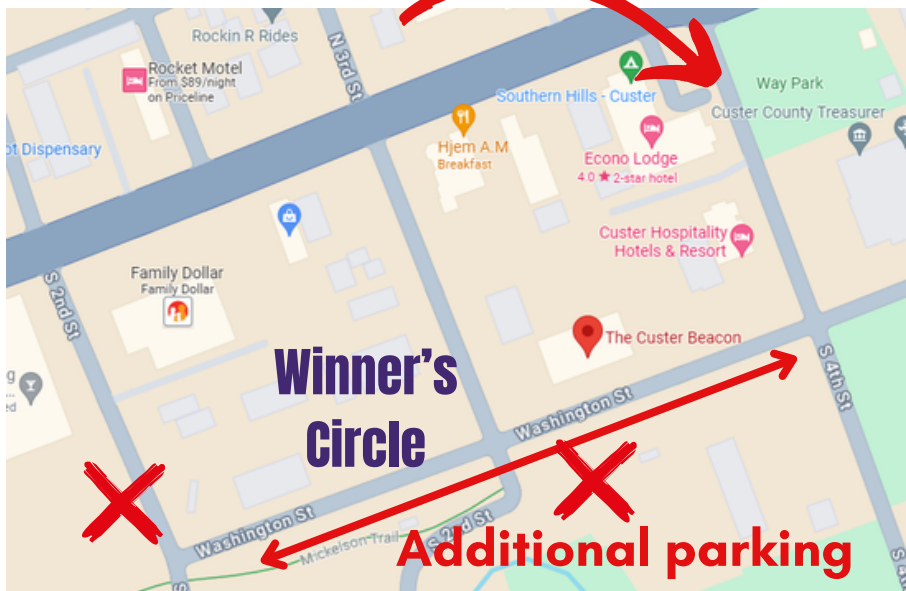 Rockin R Rides
N 3rd St
Rocket Motel
From $89/night
on Priceline
Southern Hills - Custer
Way Park
Custer County Treasurer
ot Dispensary
Hjem A.M
Breakfast
Econo Lodge
4.0 ★ 2-star hotel
Custer Hospitality
Hotels & Resort
Family Dollar
Family Dollar
S 2nd St
The Custer Beacon
Winner's
Circle
S 4th St
Washington St
g
...
ed
Washington St
Mickelson Trail
S 2nd St
Additional parking
S
S 4th